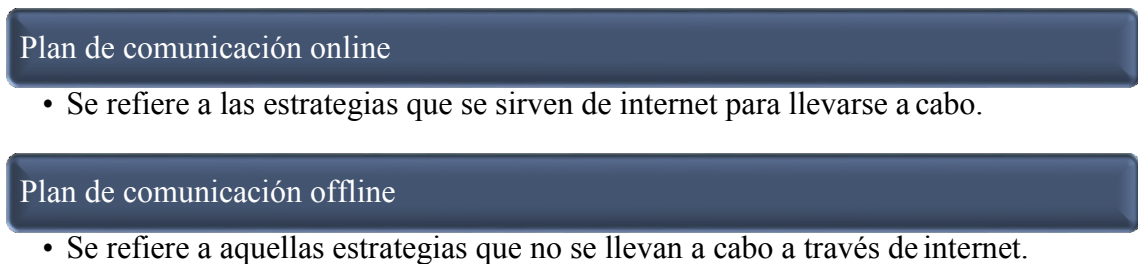 Plan de comunicación online
• Se refiere a las estrategias que se sirven de internet para llevarse a cabo.
Plan de comunicación offline
• Se refiere a aquellas estrategias que no se llevan a cabo a través de internet.